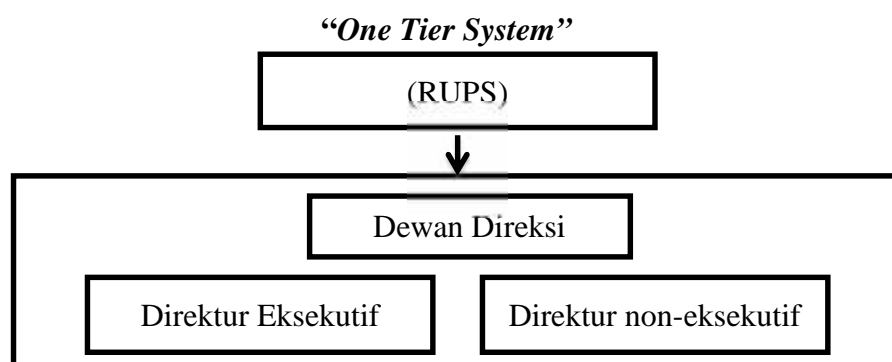 “One Tier System”
(RUPS)
Dewan Direksi
Direktur Eksekutif
Direktur non-eksekutif